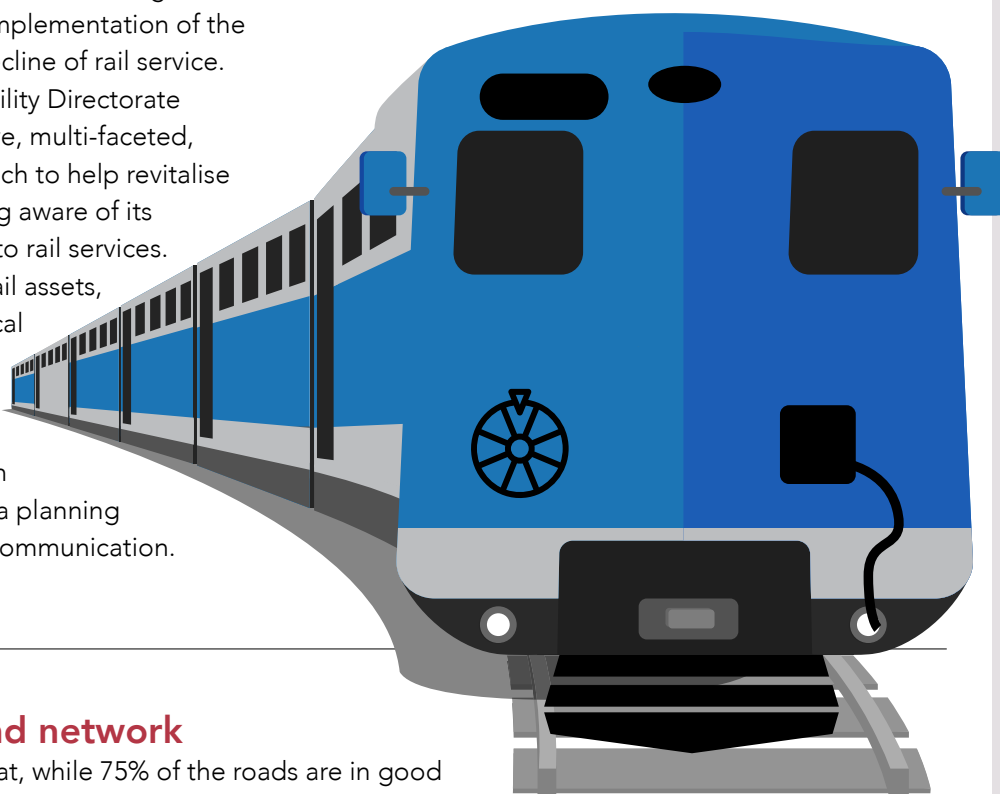 mplementation of the
cline of rail service.
ility Directorate
e, multi-faceted,
ch to help revitalise
g aware of its
to rail services.
ail assets,
cal
n
a planning
ommunication.
nd network
at, while 75% of the roads are in good